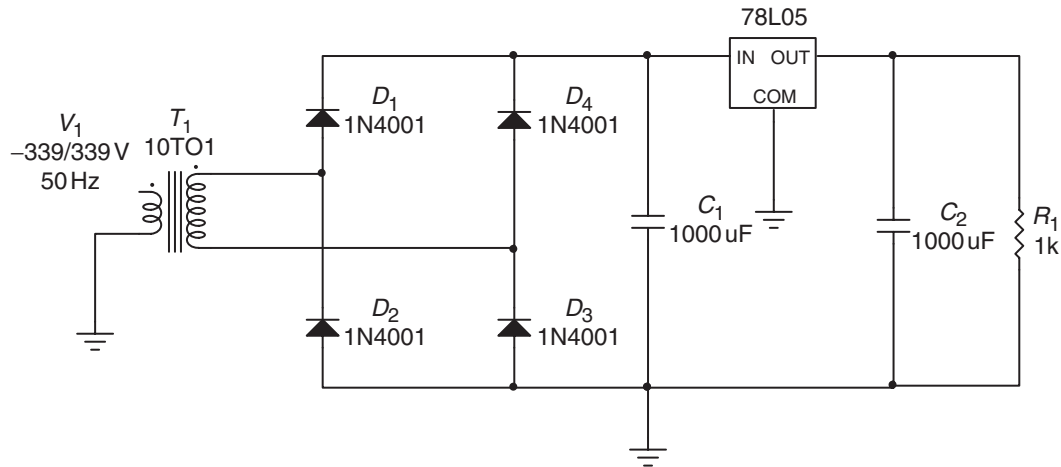 78L05
IN OUT
COM
D1
1N4001
D4
1N4001
V1
–339/339 V
50 Hz
T1
10TO1
C1
1000 uF
C2
1000 uF
R1
1k
D2
1N4001
D3
1N4001